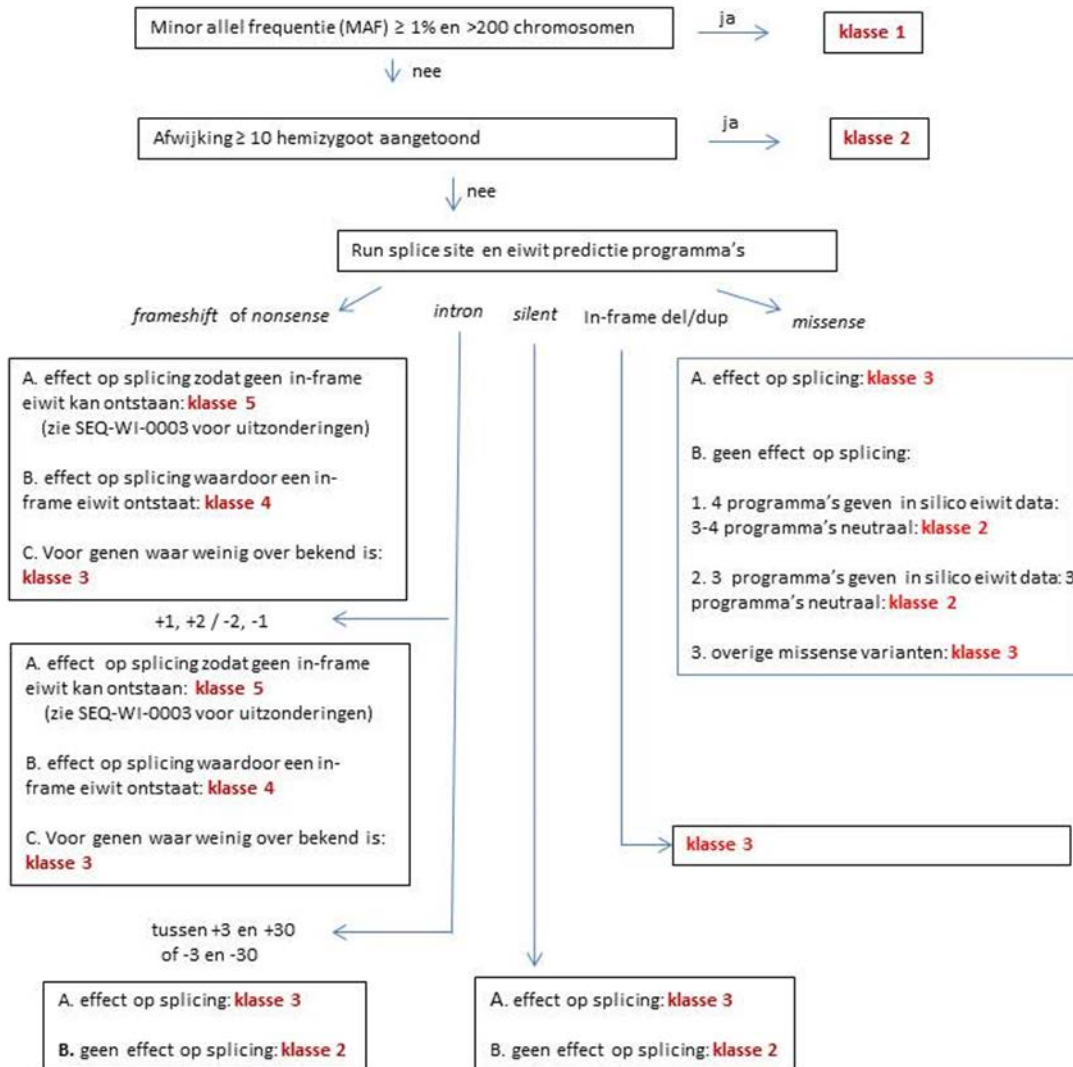 Minor allel frequentie (MAF) ≥ 1% en >200 chromosomen
ja
klasse 1
nee
Afwijking ≥ 10 hemizygoot aangetoond
ja
klasse 2
nee
Run splice site en eiwit predictie programma's
frameshift of nonsense
intron
silent
In-frame del/dup
missense
A. effect op splicing zodat geen in-frame
eiwit kan ontstaan: klasse 5
(zie SEQ-WI-0003 voor uitzonderingen)
B. effect op splicing waardoor een in-
frame eiwit ontstaat: klasse 4
C. Voor genen waar weinig over bekend is:
klasse 3
A. effect op splicing: klasse 3
B. geen effect op splicing:
1. 4 programma's geven in silico eiwit data:
3-4 programma's neutraal: klasse 2
2. 3 programma's geven in silico eiwit data: 3
programma's neutraal: klasse 2
3. overige missense varianten: klasse 3
+1, +2 / -2, -1
A. effect op splicing zodat geen in-frame
eiwit kan ontstaan: klasse 5
(zie SEQ-WI-0003 voor uitzonderingen)
B. effect op splicing waardoor een in-
frame eiwit ontstaat: klasse 4
C. Voor genen waar weinig over bekend is:
klasse 3
klasse 3
tussen +3 en +30
of -3 en -30
A. effect op splicing: klasse 3
B. geen effect op splicing: klasse 2
A. effect op splicing: klasse 3
B. geen effect op splicing: klasse 2